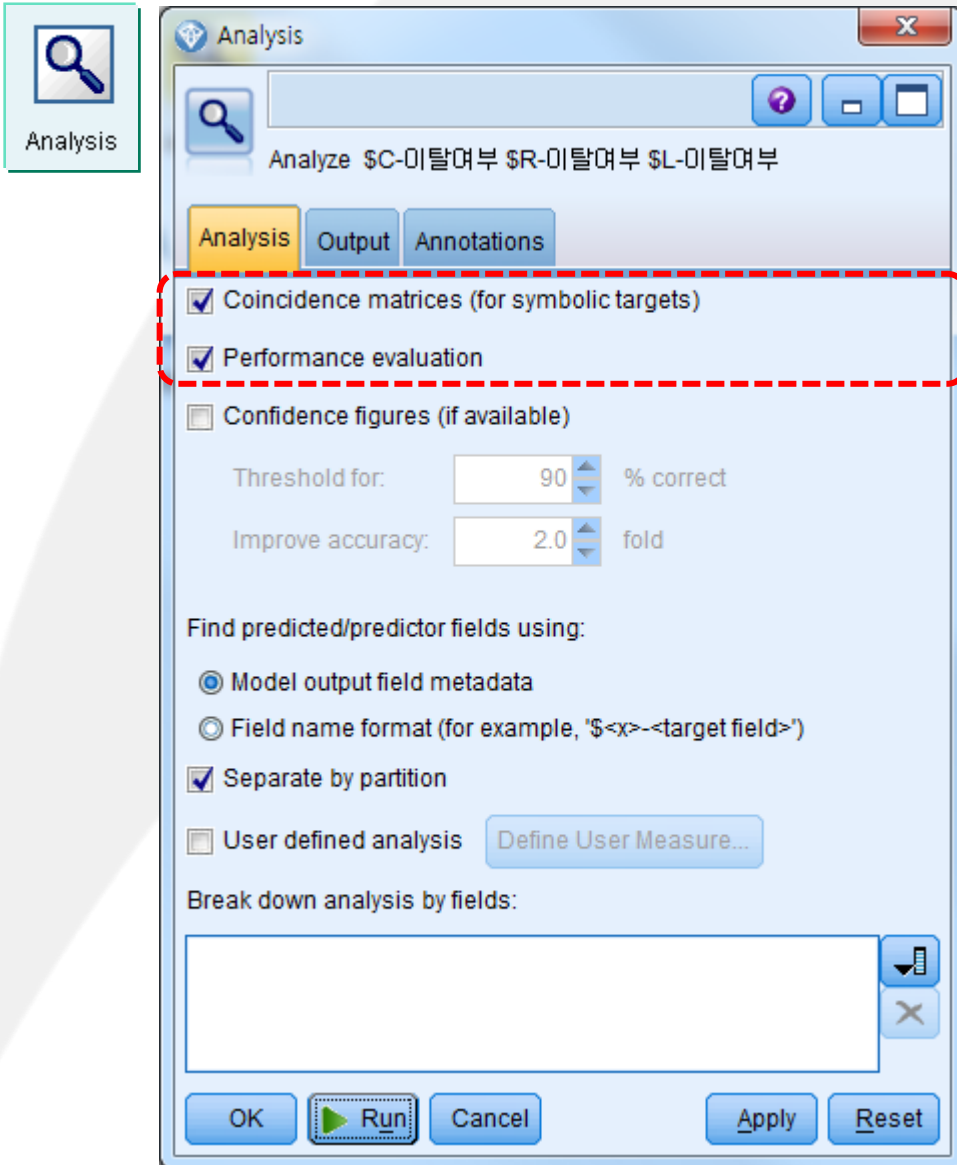 Analysis
Analysis
Analyze $C-이탈여부 $R-이탈여부 $L-이탈여부
Analysis Output Annotations
Coincidence matrices (for symbolic targets)
Performance evaluation
Confidence figures (if available)
Threshold for: 90 % correct
Improve accuracy: 2.0 fold
Find predicted/predictor fields using:
Model output field metadata
Field name format (for example, '$<x>-<target field>')
Separate by partition
User defined analysis Define User Measure...
Break down analysis by fields:
OK Run Cancel Apply Reset